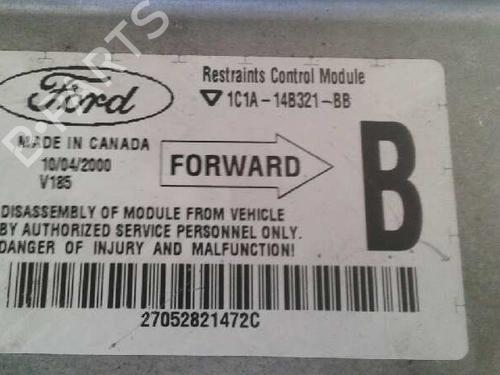 Ford
Restraints Control Module
1C1A-14B321-BB
MADE IN CANADA
10/04/2000
V185
FORWARD
B
DISASSEMBLY OF MODULE FROM VEHICLE
BY AUTHORIZED SERVICE PERSONNEL ONLY.
DANGER OF INJURY AND MALFUNCTION!
27052821472C